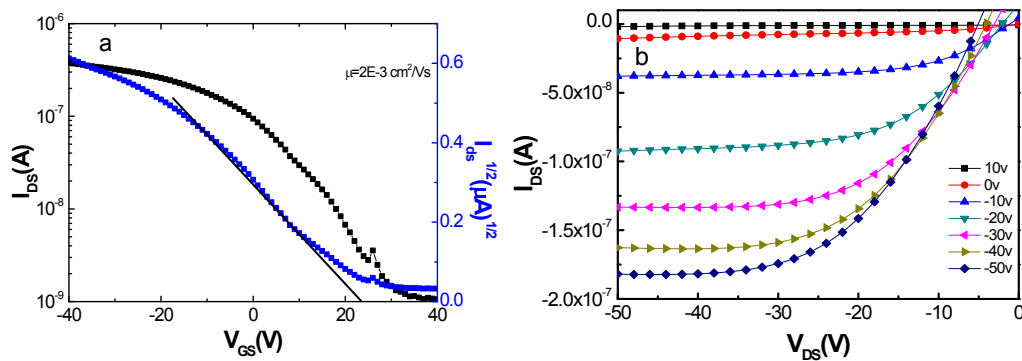 a
μ=2E-3 cm²/Vs
10⁻⁶
10⁻⁷
10⁻⁸
10⁻⁹
I_DS(A)
-40
-20
0
20
40
V_GS(V)
0.6
0.4
0.2
0.0
I_ds^1/2(μA)^1/2
b
0.0
-5.0x10⁻⁸
-1.0x10⁻⁷
-1.5x10⁻⁷
-2.0x10⁻⁷
I_DS(A)
-50
-40
-30
-20
-10
0
V_DS(V)
10v
0v
-10v
-20v
-30v
-40v
-50v